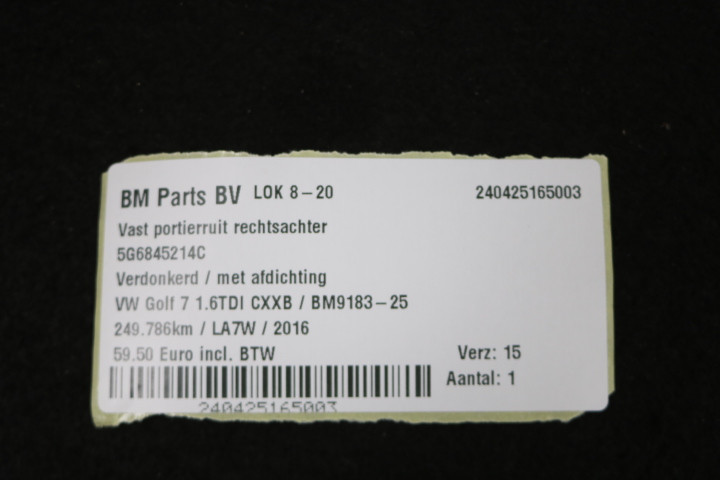 BM Parts BV LOK 8-20 240425165003
Vast portierruit rechtsachter
5G6845214C
Verdonkerd / met afdichting
VW Golf 7 1.6TDI CXXB / BM9183-25
249.786km / LA7W / 2016
59.50 Euro incl. BTW Verz: 15
Aantal: 1
240425165003